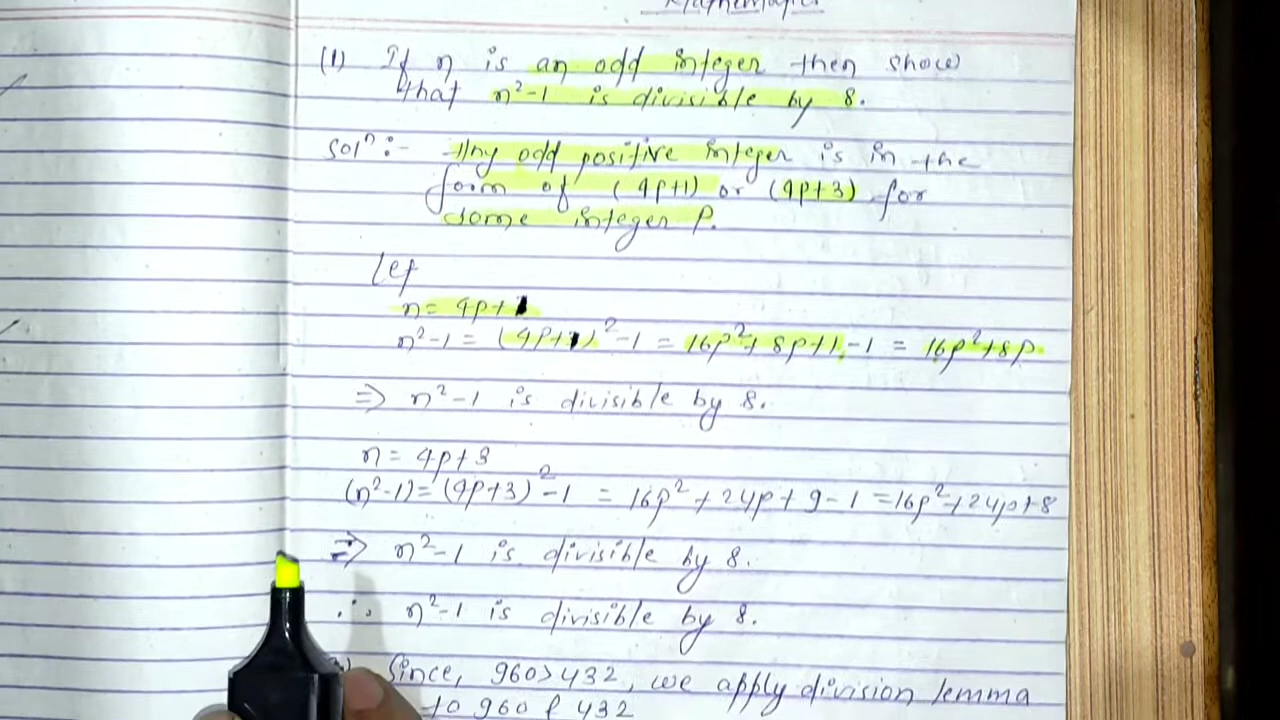 Mathematics
(1) If n is an odd integer then show
that n²-1 is divisible by 8.
Solⁿ:- Any odd positive integer is in the
form of (4p+1) or (4p+3) for
some integer P.
Let
n = 4p+1
n²-1 = (4p+1)²-1 = 16p²+8p+1-1 = 16p²+8p
⇒ n²-1 is divisible by 8.
n = 4p+3
(n²-1) = (4p+3)²-1 = 16p²+24p+9-1 = 16p²+24p+8
⇒ n²-1 is divisible by 8.
∴ n²-1 is divisible by 8.
Since, 960>432, we apply division lemma
to 960 & 432